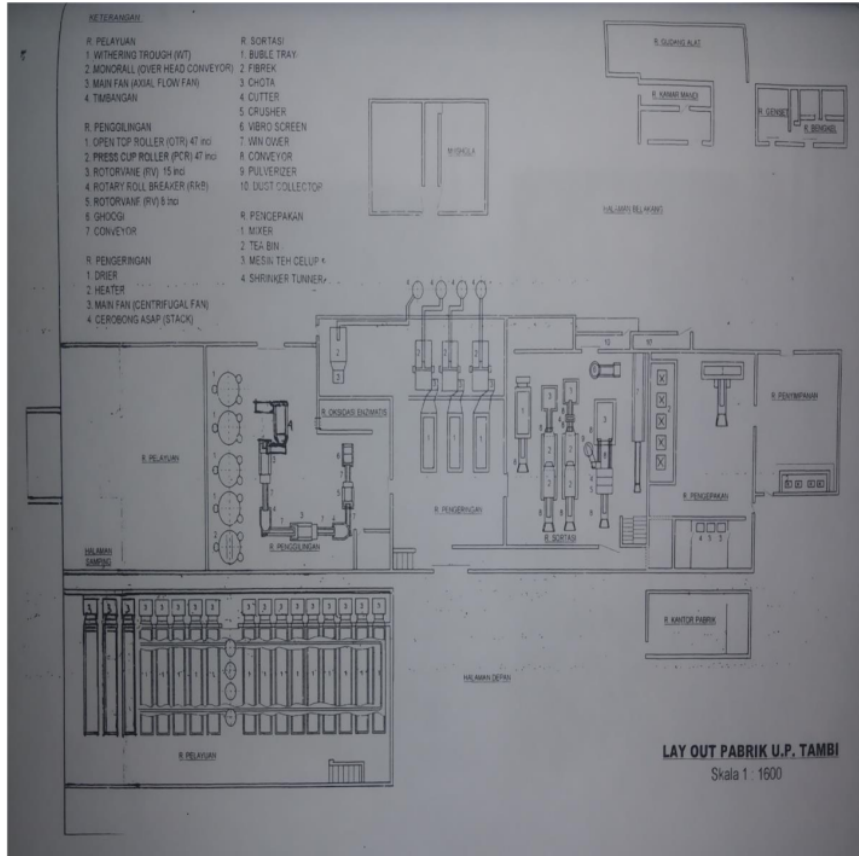 KETERANGAN
R. PELAYUAN
1. WITHERING TROUGH (WT)
2. MONORALL (OVER HEAD CONVEYOR)
3. MAIN FAN (AXIAL FLOW FAN)
4. TIMBANGAN
R. PENGGILINGAN
1. OPEN TOP ROLLER (OTR) 47 inci
2. PRESS CUP ROLLER (PCR) 47 inci
3. ROTORVANE (RV) 15 inci
4. ROTARY ROLL BREAKER (RRB)
5. ROTORVANE (RV) 8 inci
6. GHOOGI
7. CONVEYOR
R. PENGERINGAN
1. DRIER
2. HEATER
3. MAIN FAN (CENTRIFUGAL FAN)
4. CEROBONG ASAP (STACK)
R. SORTASI
1. BUBLE TRAY
2. FIBREK
3. CHOTA
4. CUTTER
5. CRUSHER
6. VIBRO SCREEN
7. WIN OWER
8. CONVEYOR
9. PULVERIZER
10. DUST COLLECTOR
R. PENGEPAKAN
1. MIXER
2. TEA BIN
3. MESIN TEH CELUP
4. SHRINKER TUNNER
R. GUDANG ALAT
R. KAMAR MANDI
R. GENSET
R. BENGKEL
MUSHOLA
HALAMAN BELAKANG
R. OKSIDASI ENZIMATIS
R. PENYIMPANAN
R. PELAYUAN
R. PENGERINGAN
R. PENGEPAKAN
R. SORTASI
R. PENGGILINGAN
HALAMAN
SAMPING
R. KANTOR PABRIK
HALAMAN DEPAN
R. PELAYUAN
LAY OUT PABRIK U.P. TAMBI
Skala 1 : 1600